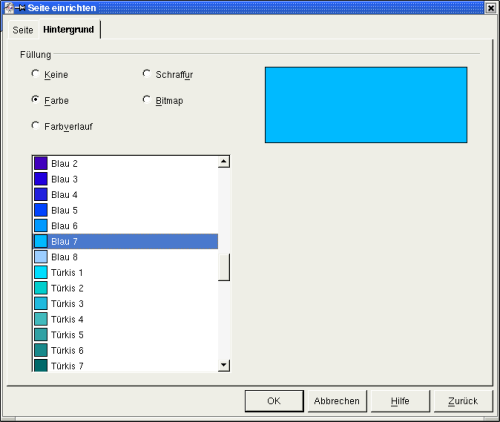 Seite einrichten
Seite Hintergrund
Füllung
Keine Schraffur
Farbe Bitmap
Farbverlauf
Blau 2
Blau 3
Blau 4
Blau 5
Blau 6
Blau 7
Blau 8
Türkis 1
Türkis 2
Türkis 3
Türkis 4
Türkis 5
Türkis 6
Türkis 7
OK Abbrechen Hilfe Zurück